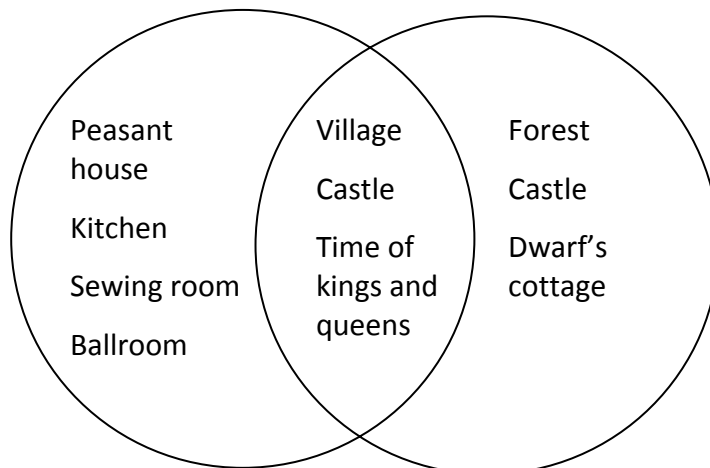 Peasant
house
Kitchen
Sewing room
Ballroom
Village
Castle
Time of
kings and
queens
Forest
Castle
Dwarf’s
cottage